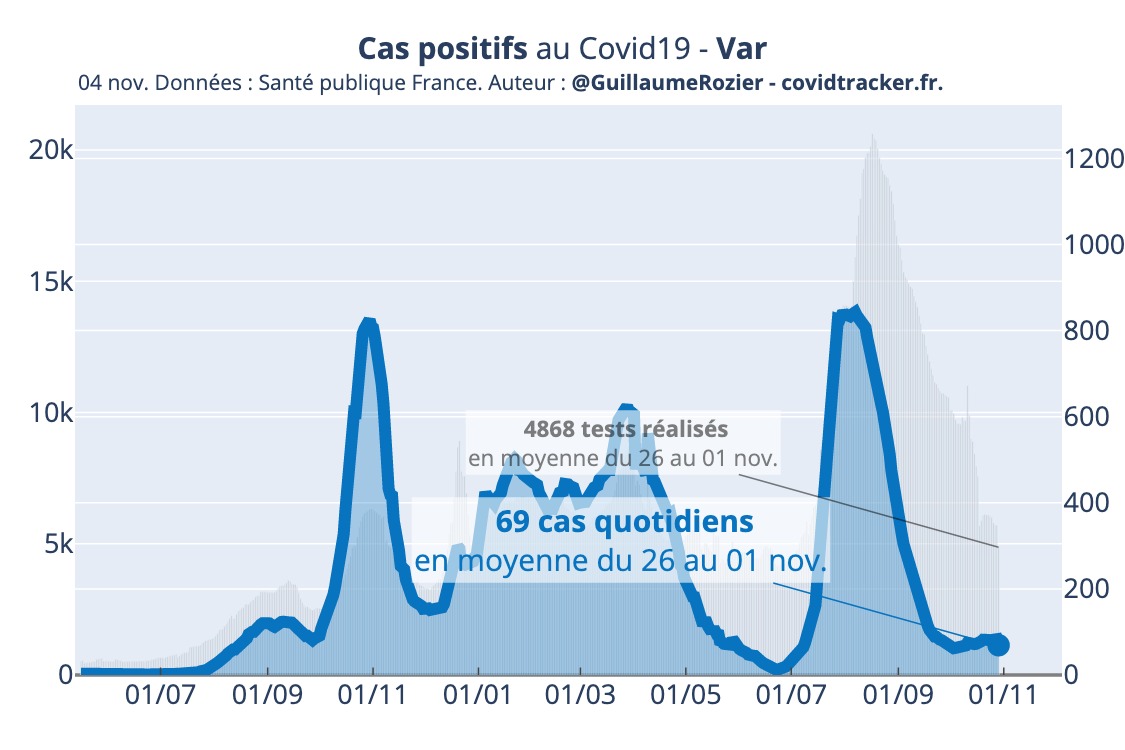 Cas positifs au Covid19 - Var
04 nov. Données : Santé publique France. Auteur : @GuillaumeRozier - covidtracker.fr.
20k
15k
10k
5k
0
1200
1000
800
600
400
200
0
4868 tests réalisés
en moyenne du 26 au 01 nov.
69 cas quotidiens
en moyenne du 26 au 01 nov.
01/07 01/09 01/11 01/01 01/03 01/05 01/07 01/09 01/11